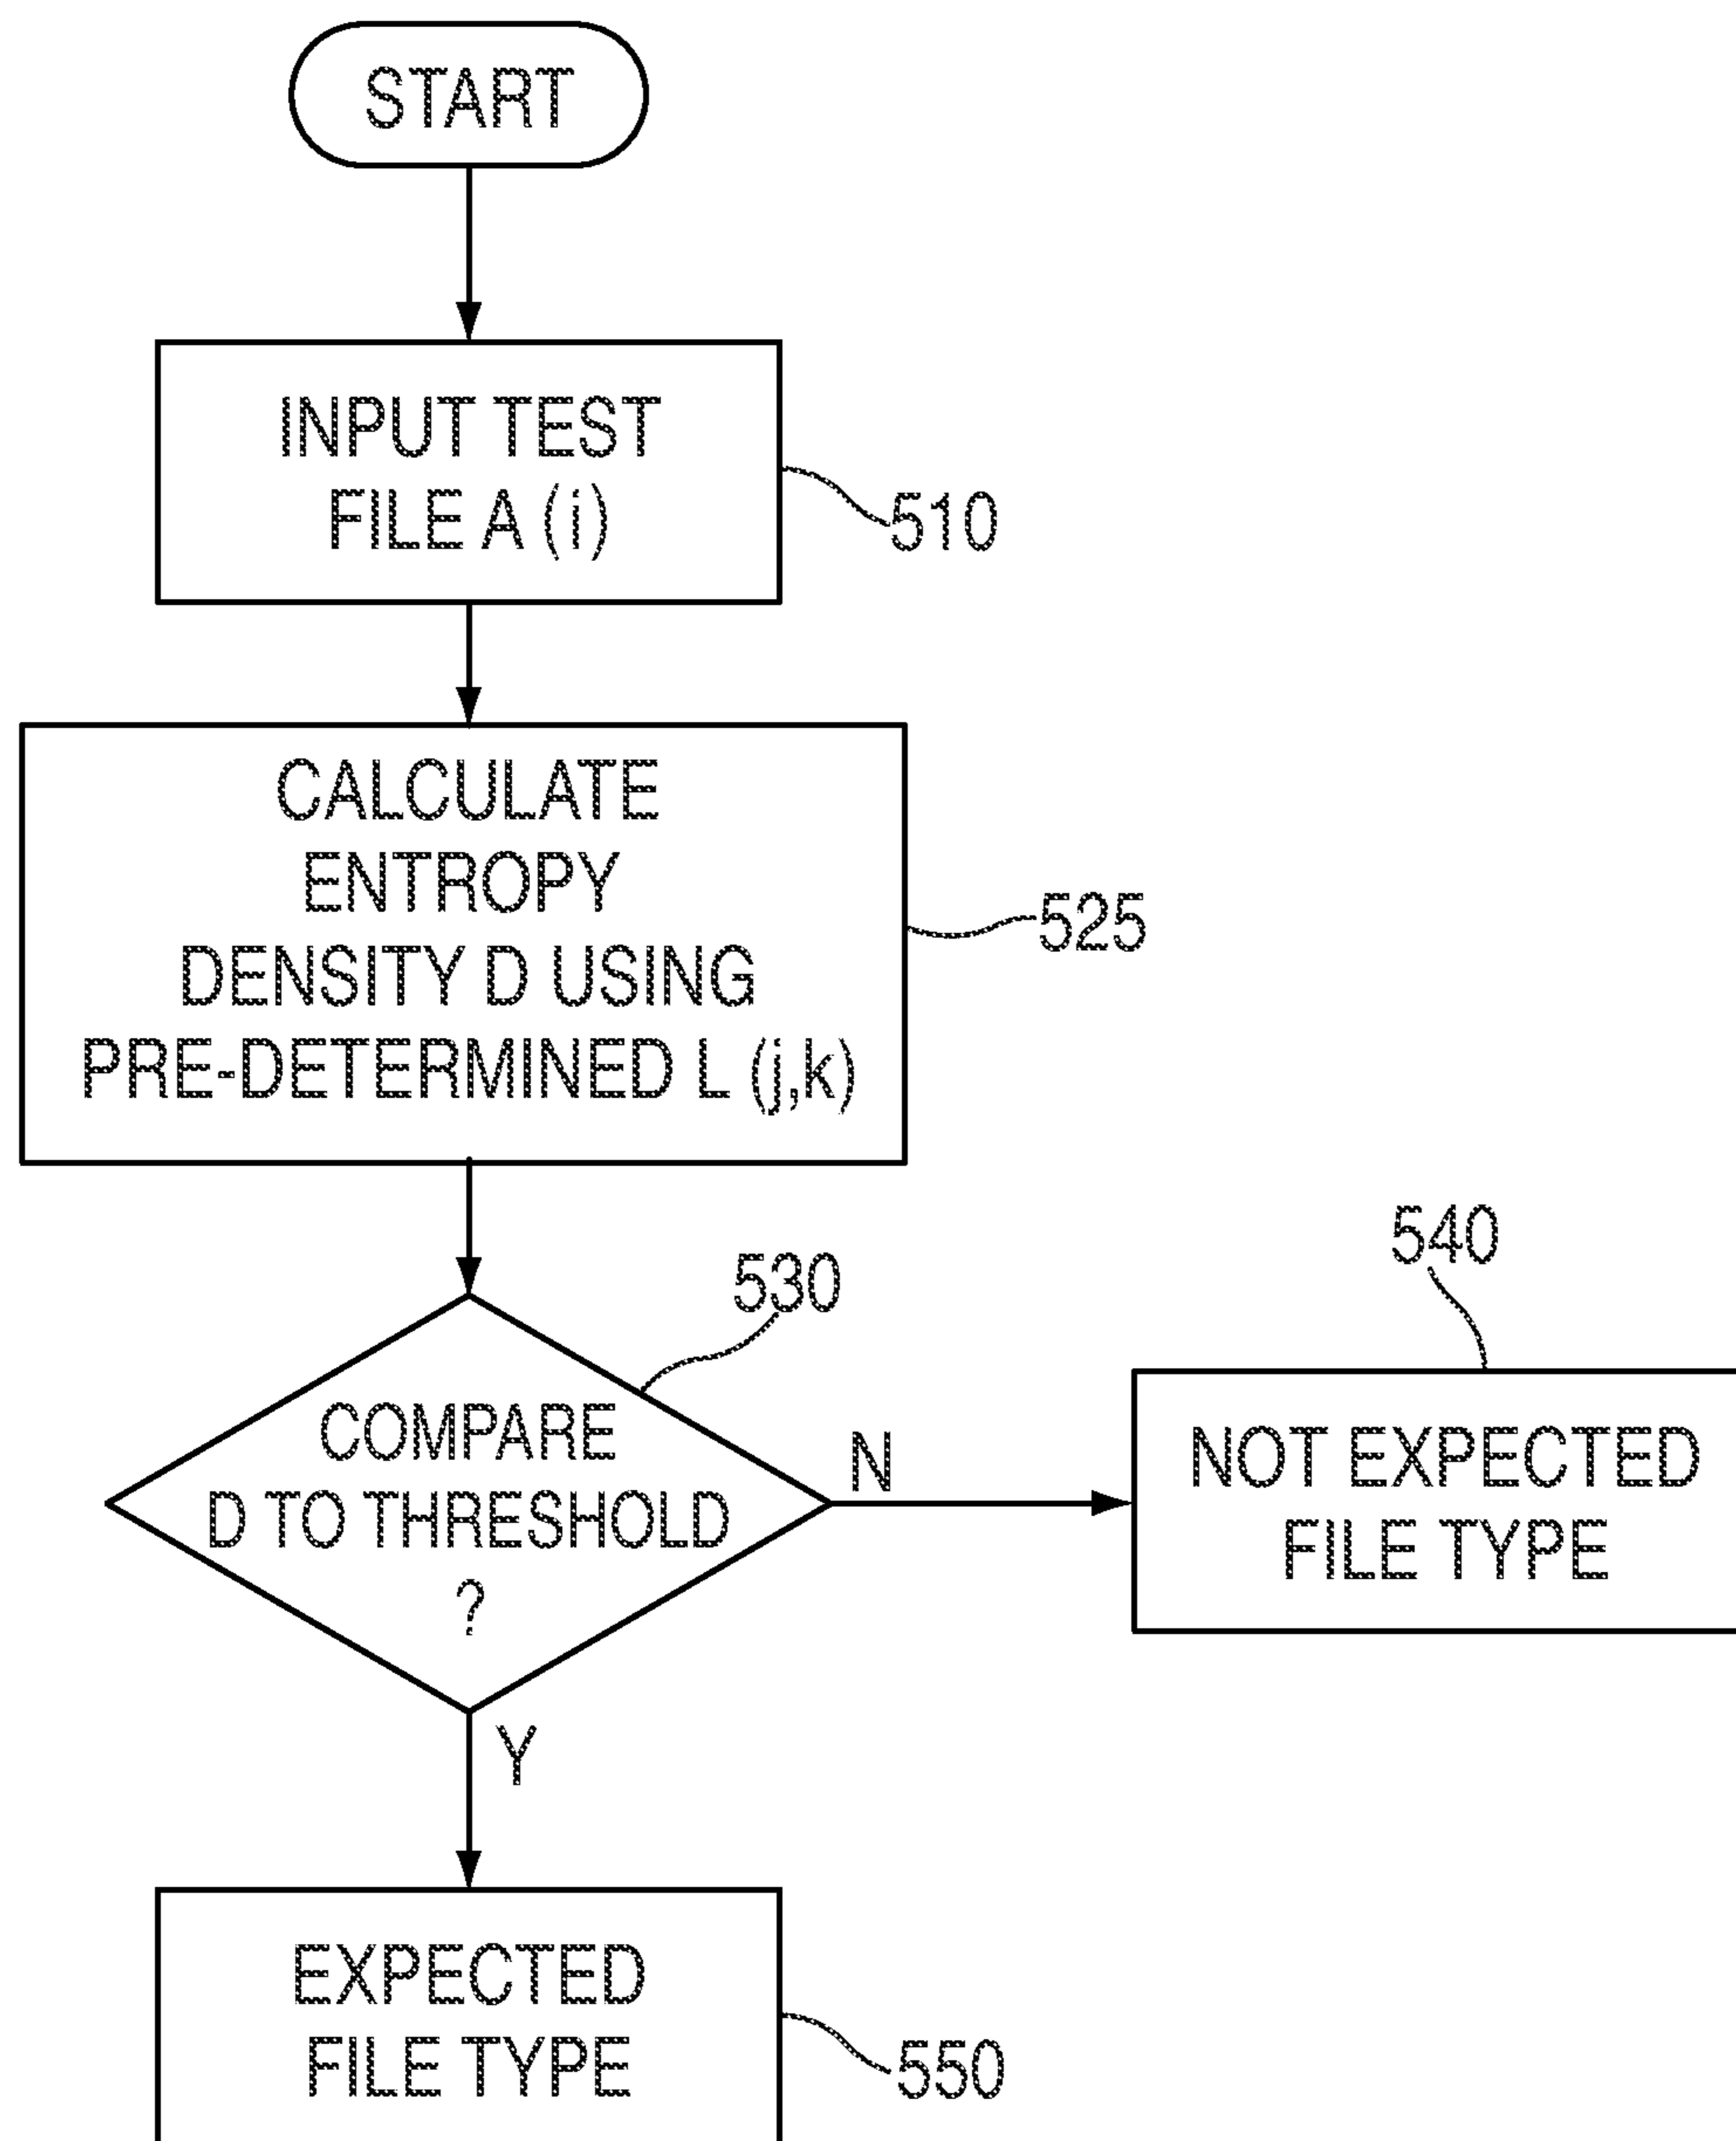 START
INPUT TEST
FILE A (i)
510
CALCULATE
ENTROPY
DENSITY D USING
PRE-DETERMINED L (j,k)
525
530
COMPARE
D TO THRESHOLD
?
N
540
NOT EXPECTED
FILE TYPE
Y
EXPECTED
FILE TYPE
550